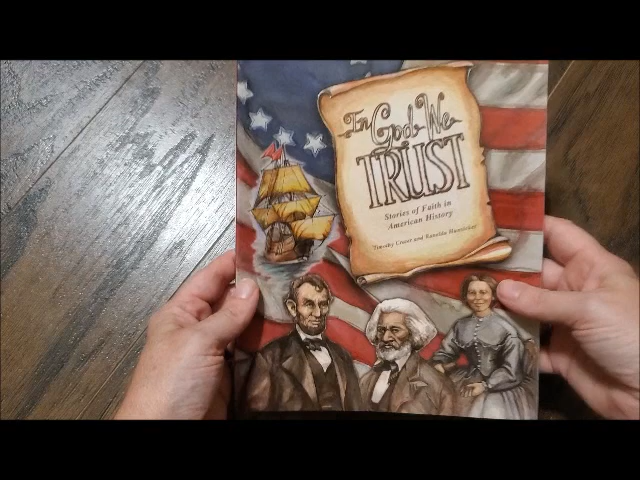 In God We
TRUST
Stories of Faith in
American History
Timothy Crater and Ranelda Hunsicker